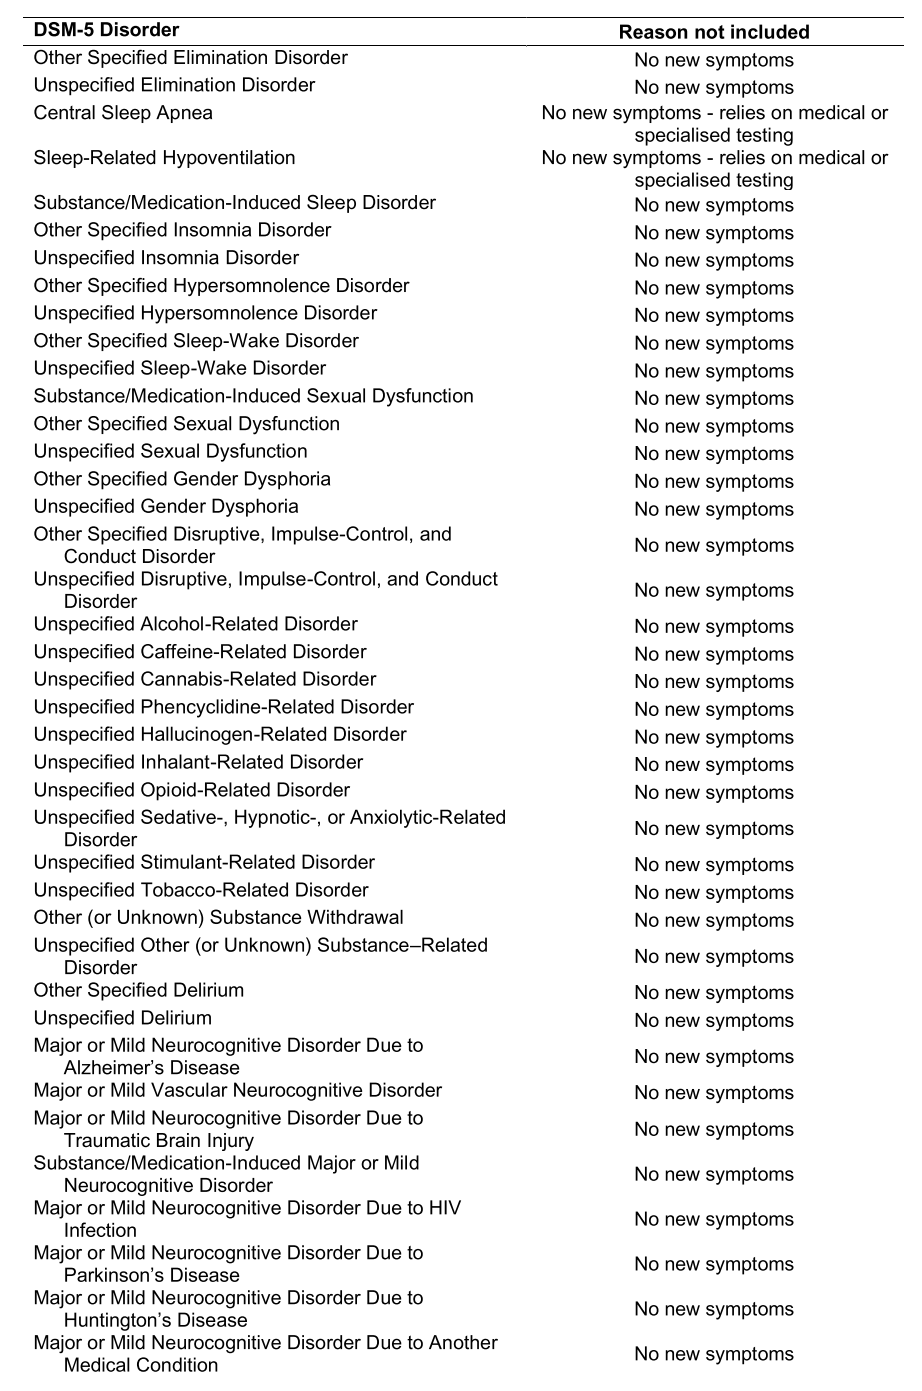 DSM-5 Disorder Reason not included
Other Specified Elimination Disorder No new symptoms
Unspecified Elimination Disorder No new symptoms
Central Sleep Apnea No new symptoms - relies on medical or
specialised testing
Sleep-Related Hypoventilation No new symptoms - relies on medical or
specialised testing
Substance/Medication-Induced Sleep Disorder No new symptoms
Other Specified Insomnia Disorder No new symptoms
Unspecified Insomnia Disorder No new symptoms
Other Specified Hypersomnolence Disorder No new symptoms
Unspecified Hypersomnolence Disorder No new symptoms
Other Specified Sleep-Wake Disorder No new symptoms
Unspecified Sleep-Wake Disorder No new symptoms
Substance/Medication-Induced Sexual Dysfunction No new symptoms
Other Specified Sexual Dysfunction No new symptoms
Unspecified Sexual Dysfunction No new symptoms
Other Specified Gender Dysphoria No new symptoms
Unspecified Gender Dysphoria No new symptoms
Other Specified Disruptive, Impulse-Control, and
Conduct Disorder No new symptoms
Unspecified Disruptive, Impulse-Control, and Conduct
Disorder No new symptoms
Unspecified Alcohol-Related Disorder No new symptoms
Unspecified Caffeine-Related Disorder No new symptoms
Unspecified Cannabis-Related Disorder No new symptoms
Unspecified Phencyclidine-Related Disorder No new symptoms
Unspecified Hallucinogen-Related Disorder No new symptoms
Unspecified Inhalant-Related Disorder No new symptoms
Unspecified Opioid-Related Disorder No new symptoms
Unspecified Sedative-, Hypnotic-, or Anxiolytic-Related
Disorder No new symptoms
Unspecified Stimulant-Related Disorder No new symptoms
Unspecified Tobacco-Related Disorder No new symptoms
Other (or Unknown) Substance Withdrawal No new symptoms
Unspecified Other (or Unknown) Substance–Related
Disorder No new symptoms
Other Specified Delirium No new symptoms
Unspecified Delirium No new symptoms
Major or Mild Neurocognitive Disorder Due to
Alzheimer’s Disease No new symptoms
Major or Mild Vascular Neurocognitive Disorder No new symptoms
Major or Mild Neurocognitive Disorder Due to
Traumatic Brain Injury No new symptoms
Substance/Medication-Induced Major or Mild
Neurocognitive Disorder No new symptoms
Major or Mild Neurocognitive Disorder Due to HIV
Infection No new symptoms
Major or Mild Neurocognitive Disorder Due to
Parkinson’s Disease No new symptoms
Major or Mild Neurocognitive Disorder Due to
Huntington’s Disease No new symptoms
Major or Mild Neurocognitive Disorder Due to Another
Medical Condition No new symptoms